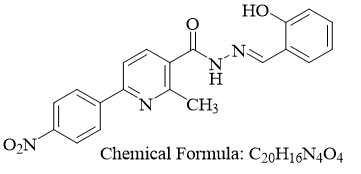 HO
O
N
N
H
N
CH₃
O₂N
Chemical Formula: C₂₀H₁₆N₄O₄